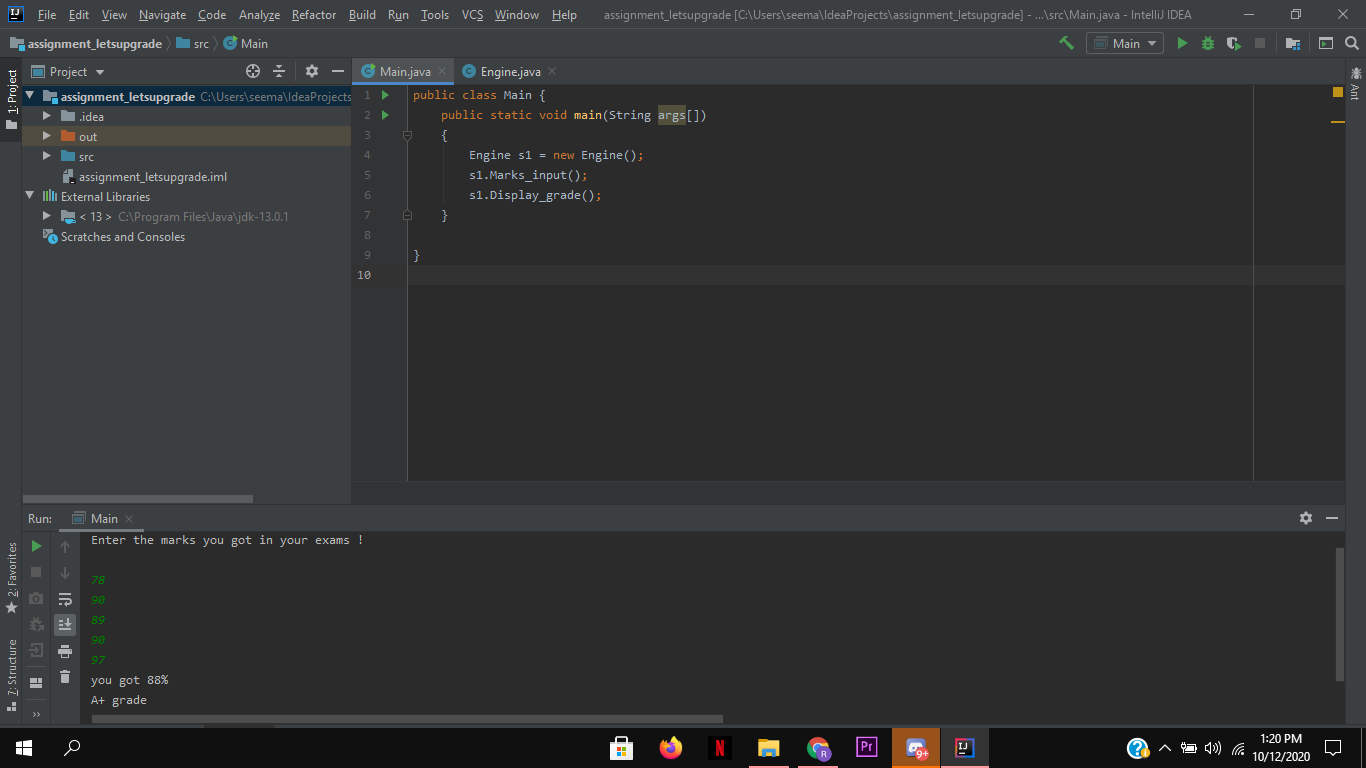 File Edit View Navigate Code Analyze Refactor Build Run Tools VCS Window Help assignment_letsupgrade [C:\Users\seema\IdeaProjects\assignment_letsupgrade] - ...\src\Main.java - IntelliJ IDEA
assignment_letsupgrade src Main
Main
1: Project
Project
Main.java
Engine.java
Ant
assignment_letsupgrade C:\Users\seema\IdeaProjects
.idea
out
src
assignment_letsupgrade.iml
External Libraries
< 13 > C:\Program Files\Java\jdk-13.0.1
Scratches and Consoles
1 public class Main {
2 public static void main(String args[])
3 {
4 Engine s1 = new Engine();
5 s1.Marks_input();
6 s1.Display_grade();
7 }
8
9 }
10
Run: Main
2: Favorites
7: Structure
Enter the marks you got in your exams !
78
90
89
90
97
you got 88%
A+ grade
N
R
Pr
9+
IJ
1:20 PM
10/12/2020